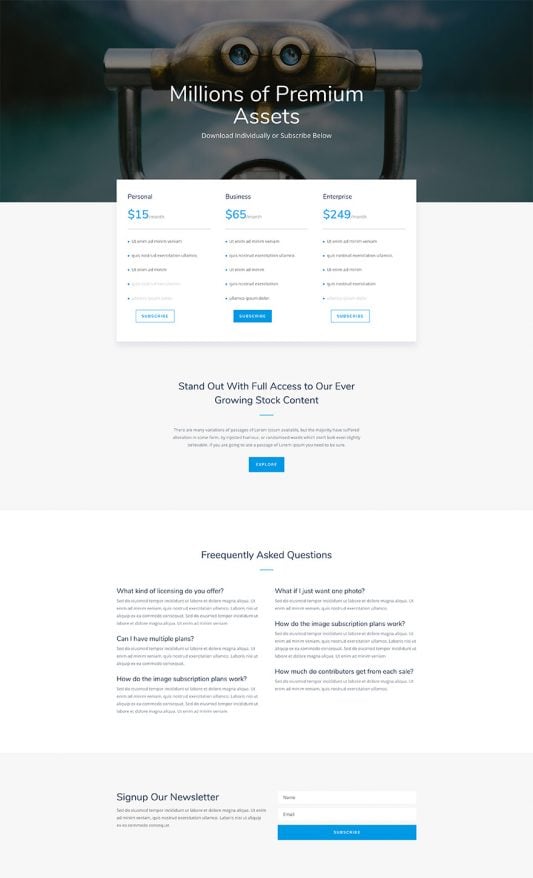 Millions of Premium
Assets
Download Individually or Subscribe Below
Personal
$15/month
Ut enim ad minim veniam
quis nostrud exercitation ullamco
Ut enim ad minim
quis nostrud exercitation
ullamco ipsum dolor
SUBSCRIBE
Business
$65/month
Ut enim ad minim veniam
quis nostrud exercitation ullamco
Ut enim ad minim
quis nostrud exercitation
ullamco ipsum dolor
SUBSCRIBE
Enterprise
$249/month
Ut enim ad minim veniam
quis nostrud exercitation ullamco
Ut enim ad minim
quis nostrud exercitation
ullamco ipsum dolor
SUBSCRIBE
Stand Out With Full Access to Our Ever
Growing Stock Content
There are many variations of passages of Lorem Ipsum available, but the majority have suffered
alteration in some form, by injected humour, or randomised words which don't look even slightly
believable. If you are going to use a passage of Lorem Ipsum you need to be sure.
EXPLORE
Freequently Asked Questions
What kind of licensing do you offer?
Sed do eiusmod tempor incididunt ut labore et dolore magna aliqua. Ut
enim ad minim veniam, quis nostrud exercitation ullamco. Laboris nisi ut
aliquip ex ea commodo consequat. Sed do eiusmod tempor incididunt ut
labore et dolore magna aliqua. Ut enim ad minim veniam
Can I have multiple plans?
Sed do eiusmod tempor incididunt ut labore et dolore magna aliqua. Ut
enim ad minim veniam, quis nostrud exercitation ullamco. Laboris nisi ut
aliquip ex ea commodo consequat.
How do the image subscription plans work?
Sed do eiusmod tempor incididunt ut labore et dolore magna aliqua. Ut
enim ad minim veniam, quis nostrud exercitation ullamco. Laboris nisi ut
aliquip ex ea commodo consequat. Sed do eiusmod tempor incididunt ut
labore et dolore magna aliqua. Ut enim ad minim veniam
What if I just want one photo?
Sed do eiusmod tempor incididunt ut labore et dolore magna aliqua. Ut
enim ad minim veniam, quis nostrud exercitation ullamco.
How do the image subscription plans work?
Sed do eiusmod tempor incididunt ut labore et dolore magna aliqua. Ut
enim ad minim veniam, quis nostrud exercitation ullamco. Laboris nisi ut
aliquip ex ea commodo consequat. Sed do eiusmod tempor incididunt ut
labore et dolore magna aliqua. Ut enim ad minim veniam
How much do contributors get from each sale?
Sed do eiusmod tempor incididunt ut labore et dolore magna aliqua. Ut
enim ad minim veniam, quis nostrud exercitation ullamco.
Signup Our Newsletter
Sed do eiusmod tempor incididunt ut labore et dolore magna aliqua. Ut enim
ad minim veniam, quis nostrud exercitation ullamco. Laboris nisi ut aliquip
ex ea commodo consequat.
Name
Email
SUBSCRIBE